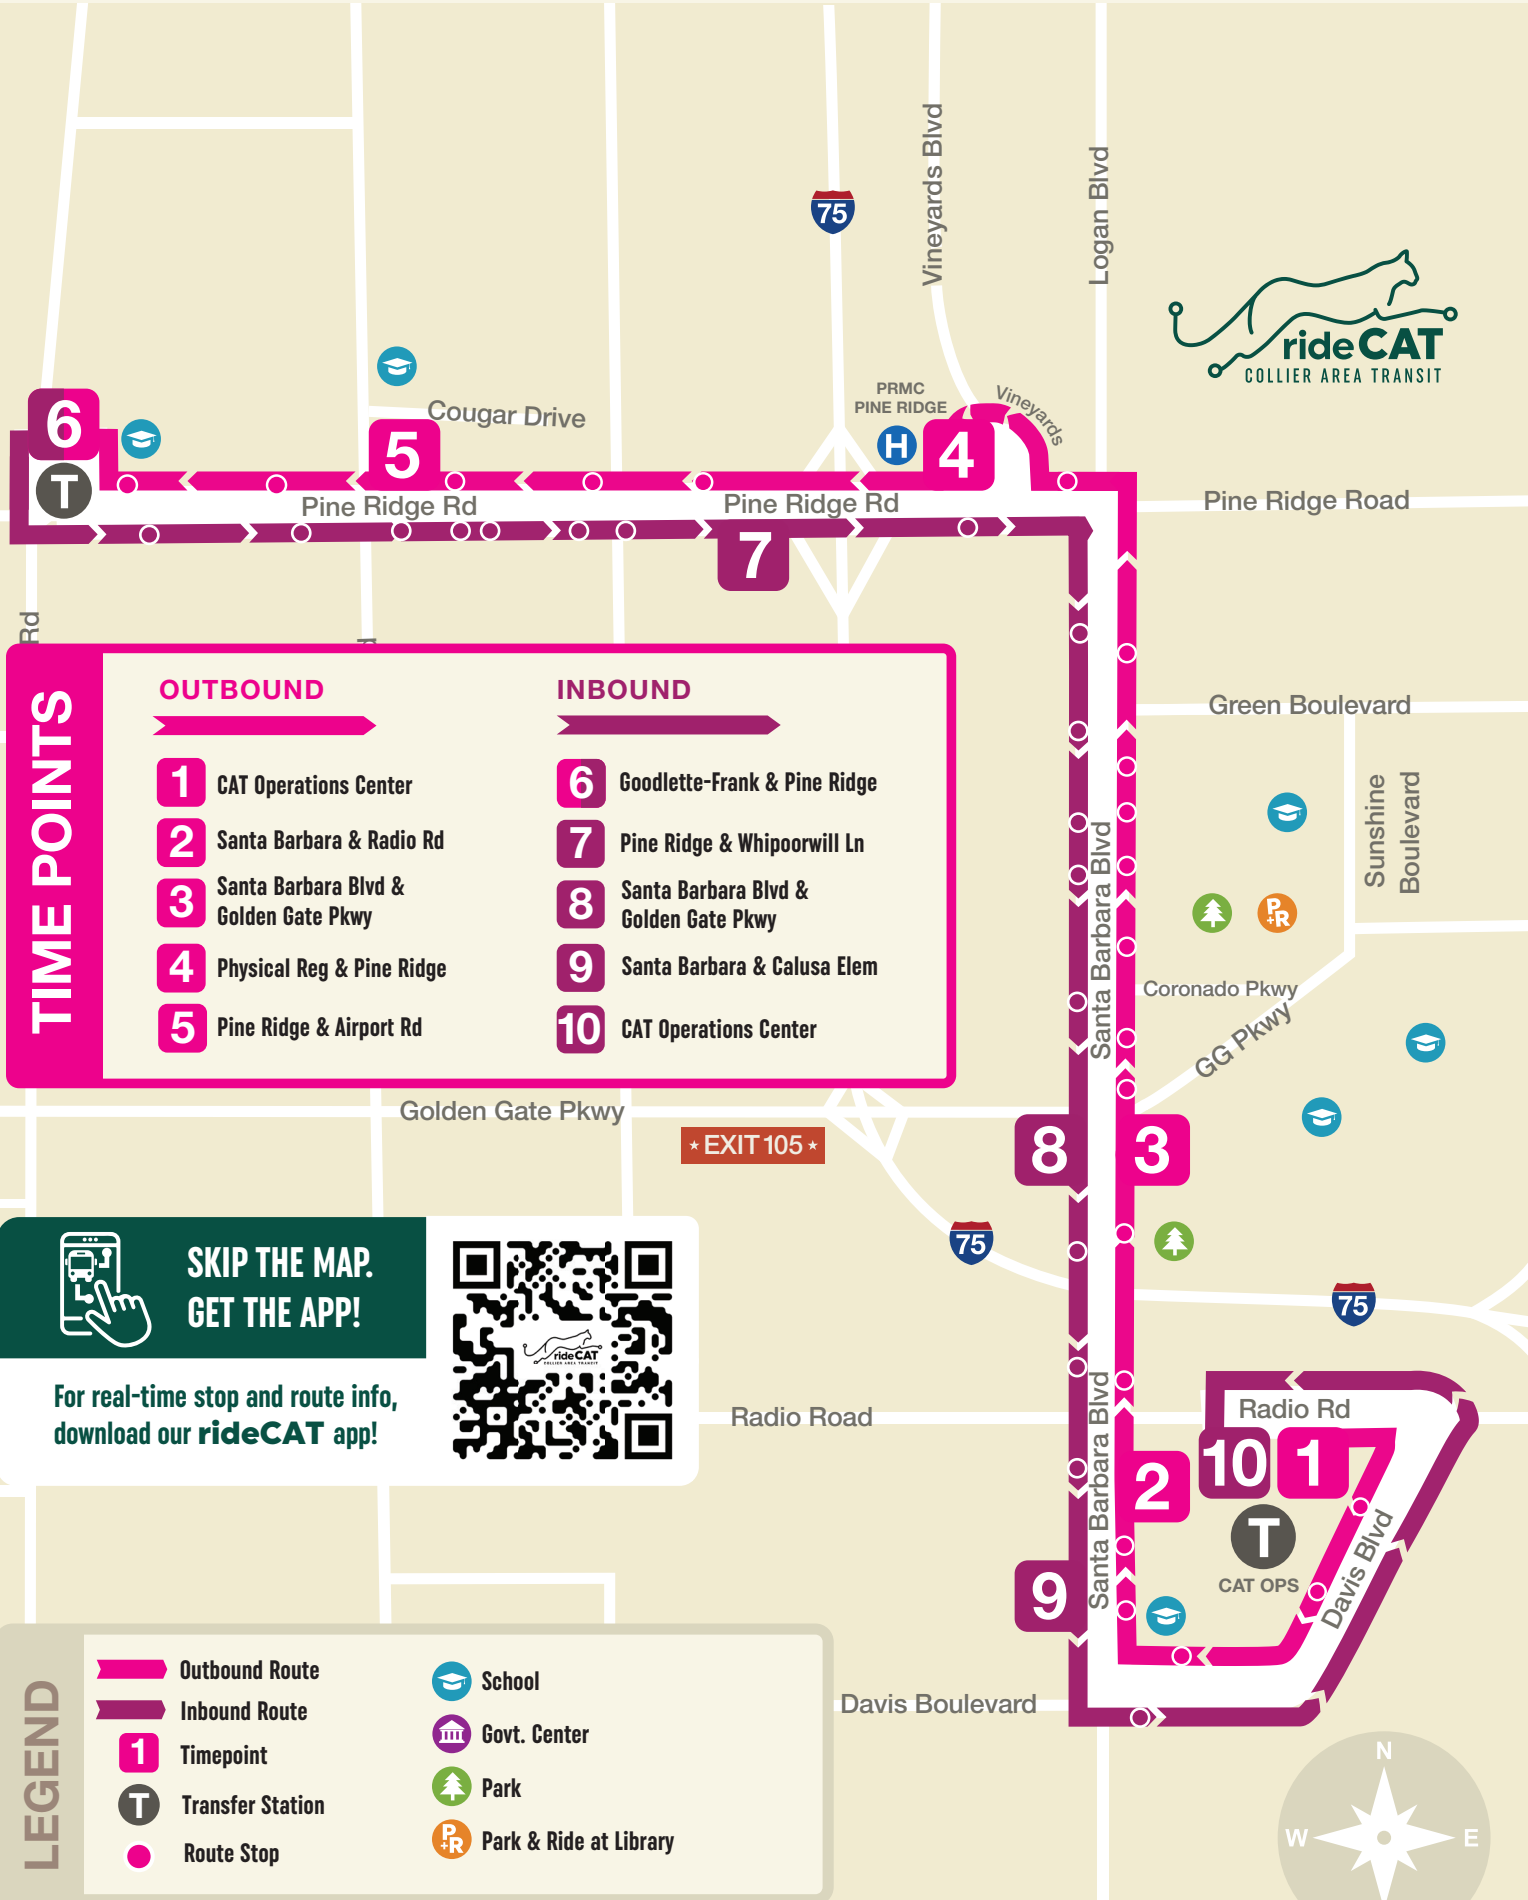 75
Vineyards Blvd
Logan Blvd
rideCAT
COLLIER AREA TRANSIT
Cougar Drive
PRMC
PINE RIDGE
Vineyards
H
6
5
4
T
Pine Ridge Rd
Pine Ridge Rd
Pine Ridge Road
7
Rd
Green Boulevard
Sunshine
Boulevard
TIME POINTS
OUTBOUND
1 CAT Operations Center
2 Santa Barbara & Radio Rd
3 Santa Barbara Blvd &
Golden Gate Pkwy
4 Physical Reg & Pine Ridge
5 Pine Ridge & Airport Rd
INBOUND
6 Goodlette-Frank & Pine Ridge
7 Pine Ridge & Whipoorwill Ln
8 Santa Barbara Blvd &
Golden Gate Pkwy
9 Santa Barbara & Calusa Elem
10 CAT Operations Center
Santa Barbara Blvd
P+R
Coronado Pkwy
GG Pkwy
Golden Gate Pkwy
EXIT 105
8
3
75
75
SKIP THE MAP.
GET THE APP!
For real-time stop and route info,
download our rideCAT app!
rideCAT
COLLIER AREA TRANSIT
Radio Road
Santa Barbara Blvd
Radio Rd
10
1
2
T
CAT OPS
Davis Blvd
9
Davis Boulevard
LEGEND
Outbound Route
Inbound Route
1 Timepoint
T Transfer Station
Route Stop
School
Govt. Center
Park
P+R Park & Ride at Library
N
W
E